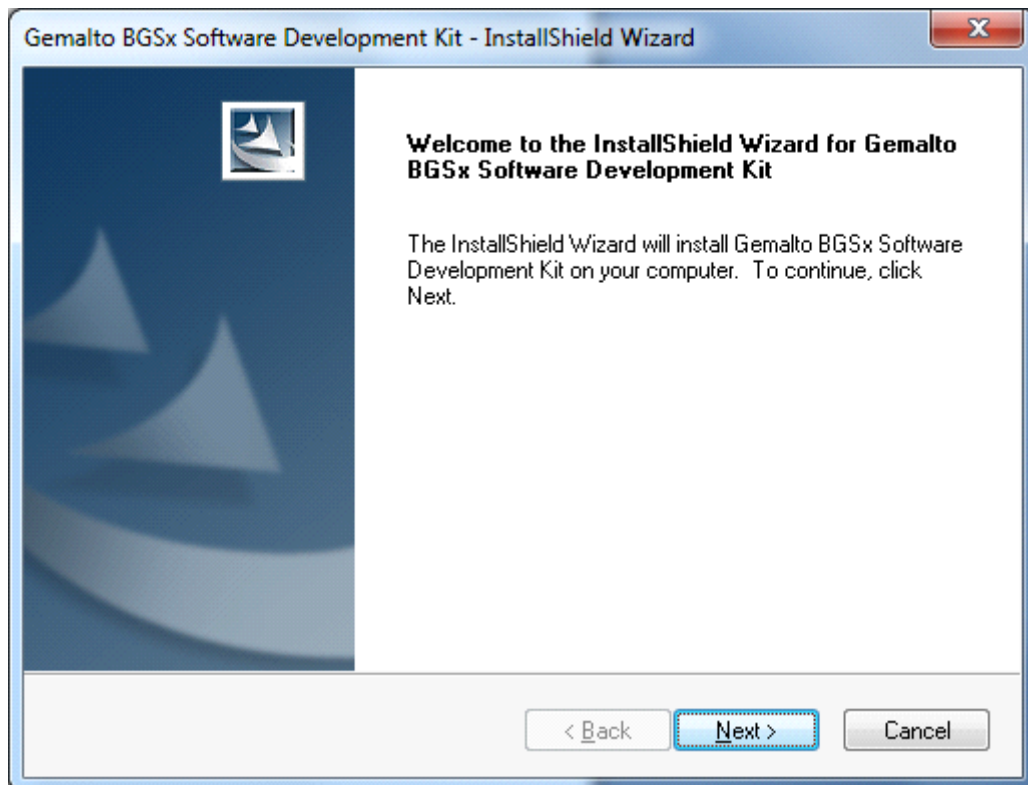 Gemalto BGSx Software Development Kit - InstallShield Wizard
Welcome to the InstallShield Wizard for Gemalto
BGSx Software Development Kit
The InstallShield Wizard will install Gemalto BGSx Software
Development Kit on your computer.  To continue, click
Next.
< Back
Next >
Cancel